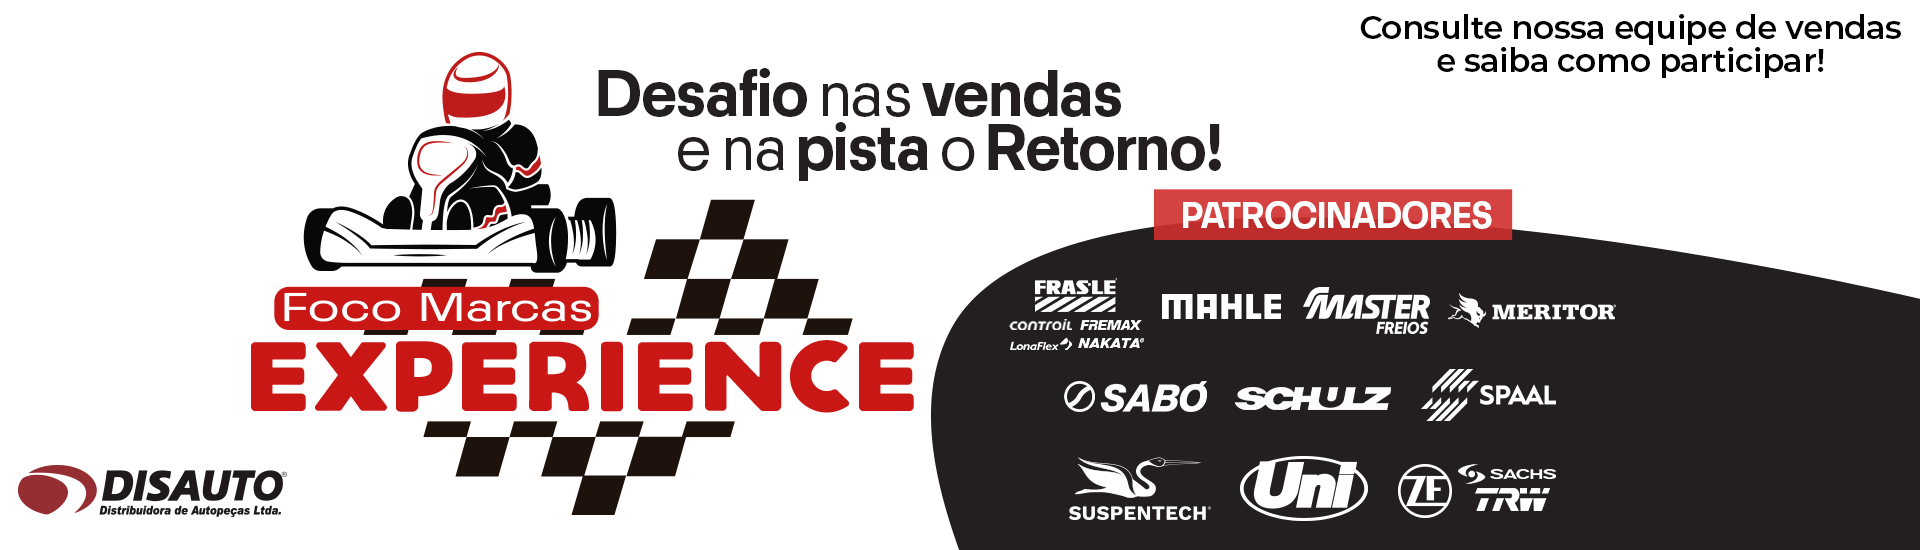 Consulte nossa equipe de vendas
e saiba como participar!
Desafio nas vendas
e na pista o Retorno!
Foco Marcas
EXPERIENCE
DISAUTO®
Distribuidora de Autopeças Ltda.
PATROCINADORES
FRAS-LE
CONTROIL FREMAX
LonaFlex NAKATA®
MAHLE
MASTER
FREIOS
MERITOR
SABÓ
SCHULZ
SPAAL
SUSPENTECH®
Uni
ZF
SACHS
TRW